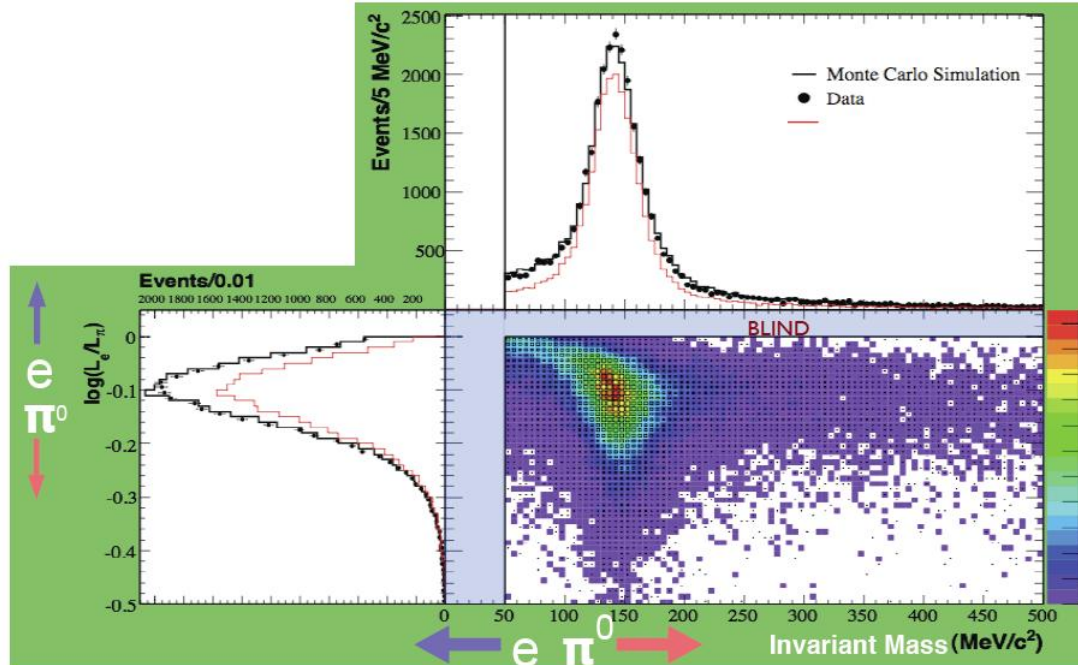 2500
2000
1500
1000
500
Events/5 MeV/c²
Monte Carlo Simulation
Data
Events/0.01
2000 1800 1600 1400 1200 1000 800 600 400 200
e
π⁰
log(Lₑ/Lπ)
0
-0.1
-0.2
-0.3
-0.4
-0.5
BLIND
0 50 100 150 200 250 300 350 400 450 500
e π⁰
Invariant Mass (MeV/c²)